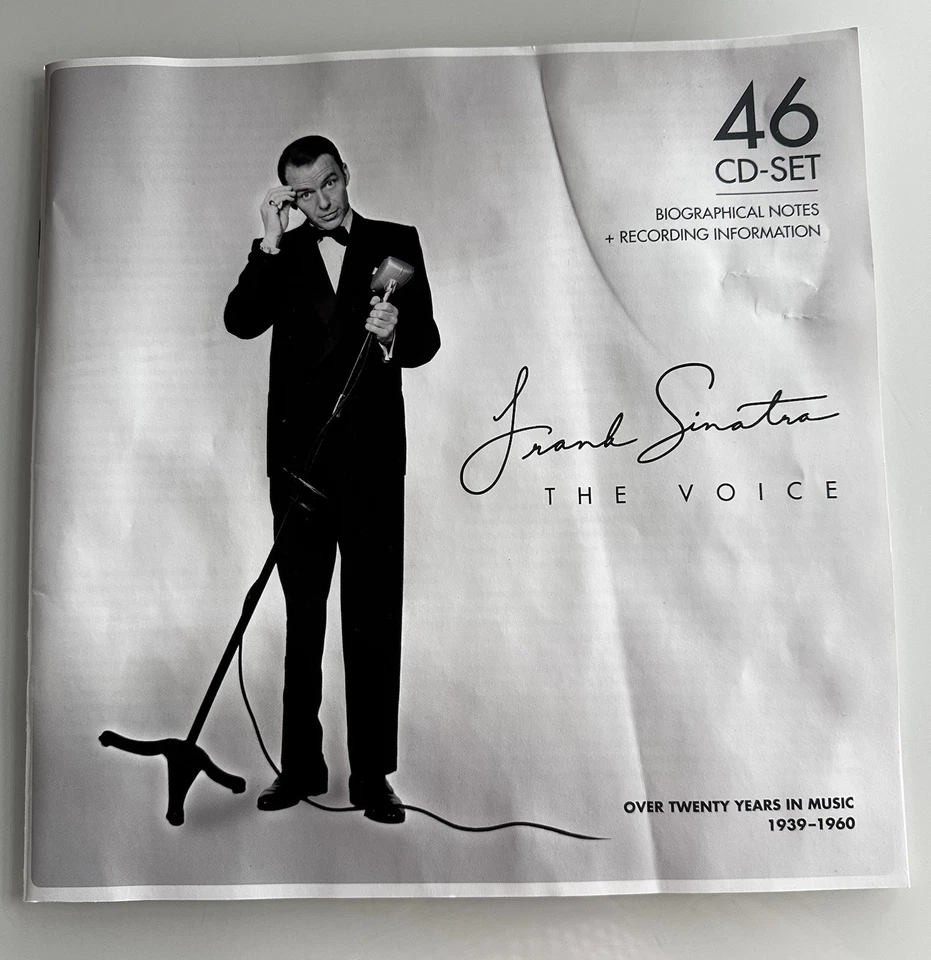 46
CD-SET
BIOGRAPHICAL NOTES
+ RECORDING INFORMATION
Frank Sinatra
THE VOICE
OVER TWENTY YEARS IN MUSIC
1939–1960